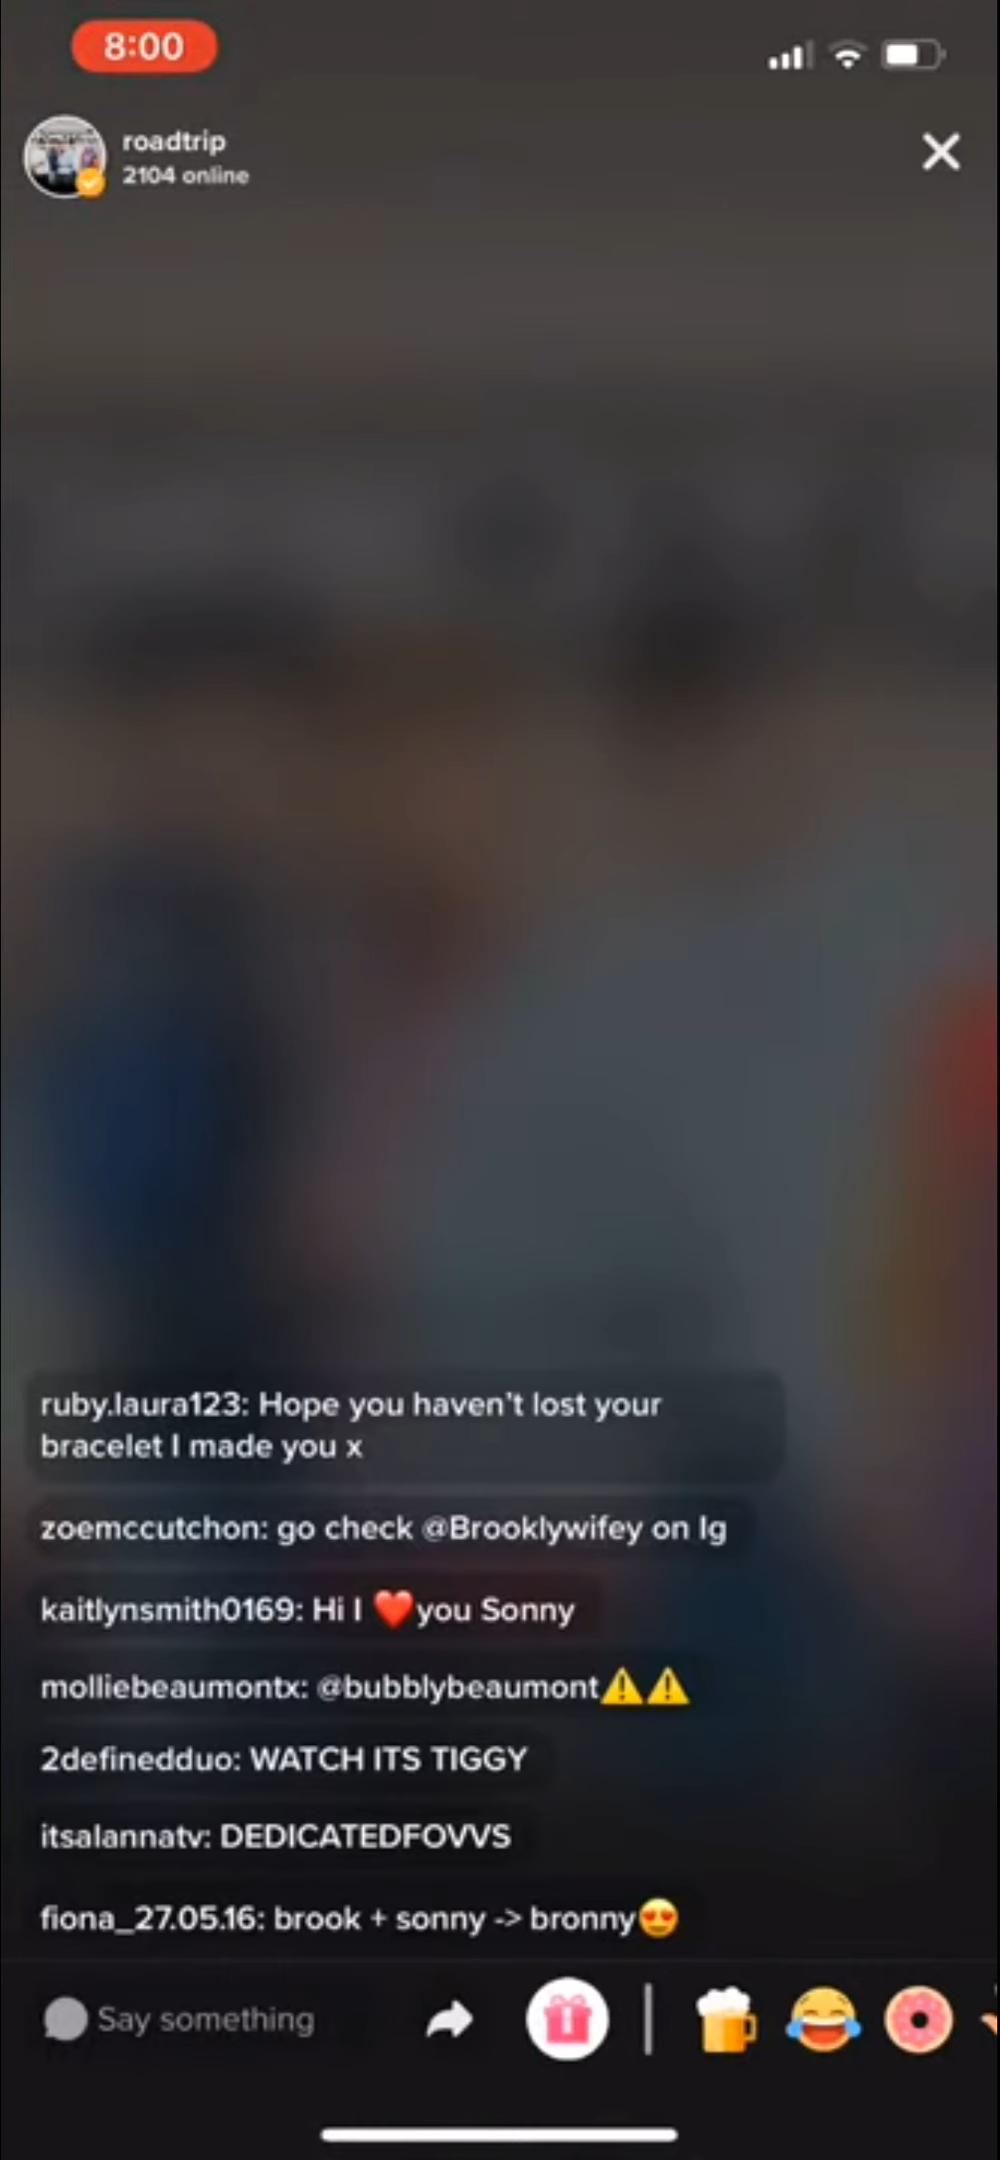 8:00
roadtrip
2104 online
ruby.laura123: Hope you haven't lost your
bracelet I made you x
zoemccutchon: go check @Brooklywifey on Ig
kaitlynsmith0169: Hi I ❤️you Sonny
molliebeaumontx: @bubblybeaumont⚠️⚠️
2definedduo: WATCH ITS TIGGY
itsalannatv: DEDICATEDFOVVS
fiona_27.05.16: brook + sonny -> bronny😍
Say something